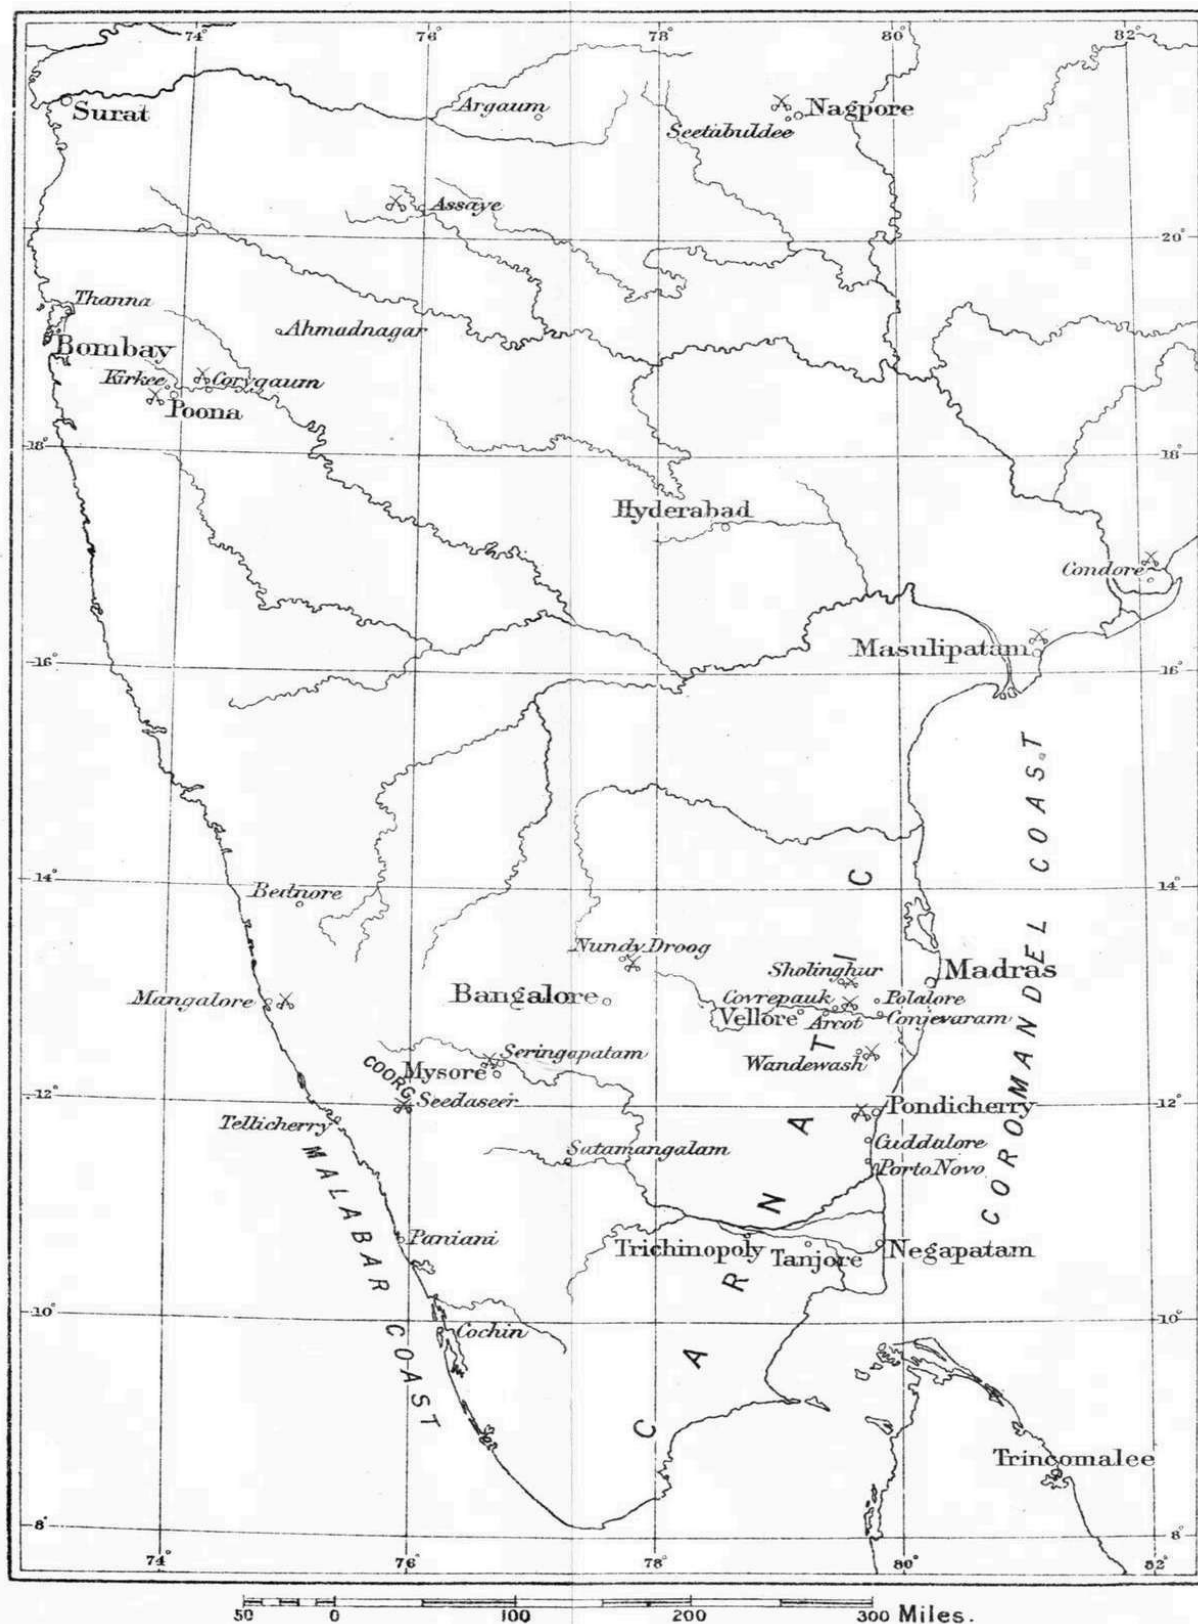 74° 76° 78° 80° 82°
Surat
Argaum
Nagpore
Seetabuldee
Assaye
20°
Thanna
Ahmadnagar
Bombay
Kirkee
Corygaum
Poona
18° 18°
Hyderabad
Condore
Masulipatam
16° 16°
14° 14°
Bednore
Nundy Droog
Sholinghur
Madras
Mangalore
Bangalore
Covrepauk
Polalore
Vellore
Arcot
Conjevaram
Seringapatam
Wandewash
COORG
Mysore
12° 12°
Seedaseer
Pondicherry
Tellicherry
Cuddalore
Satamangalam
Porto Novo
Paniani
Trichinopoly
Tanjore
Negapatam
10° 10°
Cochin
MALABAR COAST
CARNATIC
COROMANDEL COAST
Trincomalee
8° 8°
74° 76° 78° 80° 82°
50 0 100 200 300 Miles.